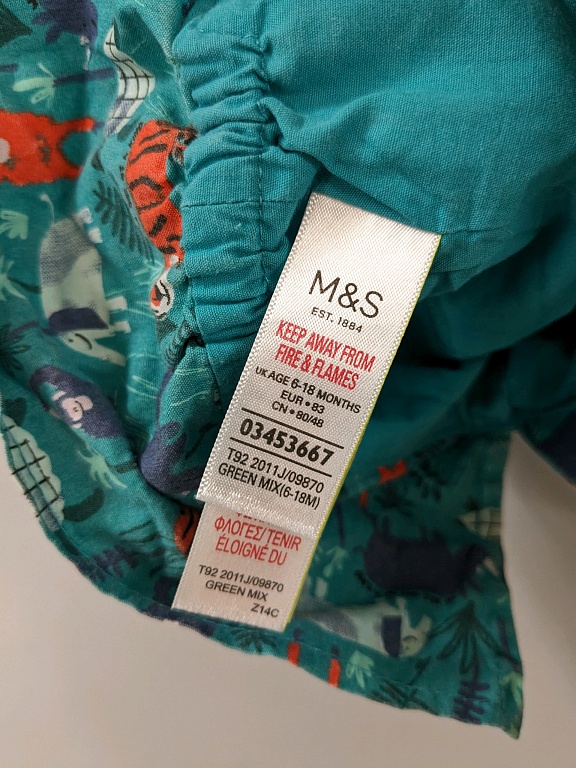 M&S
EST. 1884
KEEP AWAY FROM
FIRE & FLAMES
UK AGE 6-18 MONTHS
EUR • 83
CN • 80/48
03453667
T92 2011J/09870
GREEN MIX(6-18M)
ΦΛΟΓΕΣ/TENIR
ÉLOIGNÉ DU
T92 2011J/09870
GREEN MIX
Z14C